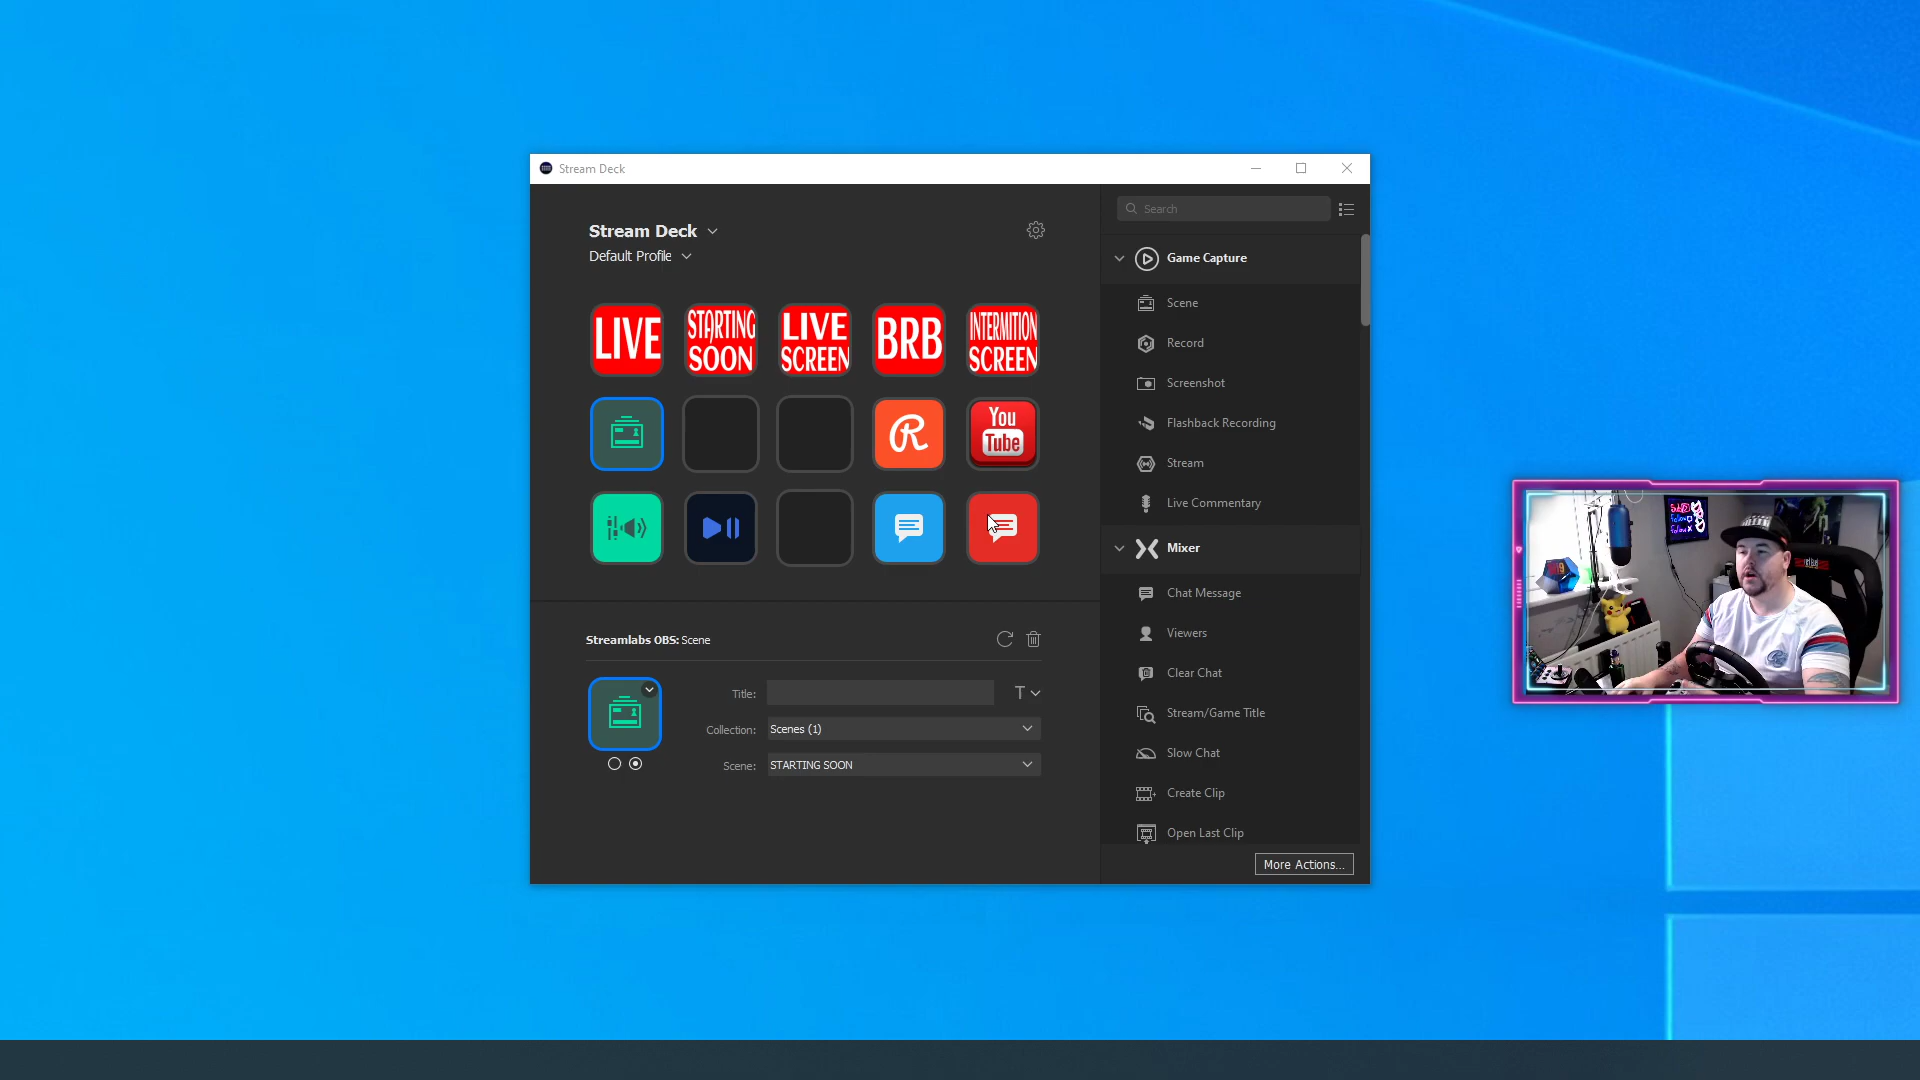 Stream Deck
Search
Stream Deck
Default Profile
LIVE
STARTING
SOON
LIVE
SCREEN
BRB
INTERMITION
SCREEN
You
Tube
Game Capture
Scene
Record
Screenshot
Flashback Recording
Stream
Live Commentary
Mixer
Chat Message
Viewers
Clear Chat
Stream/Game Title
Slow Chat
Create Clip
Open Last Clip
More Actions...
Streamlabs OBS: Scene
Title:
T
Collection:
Scenes (1)
Scene:
STARTING SOON